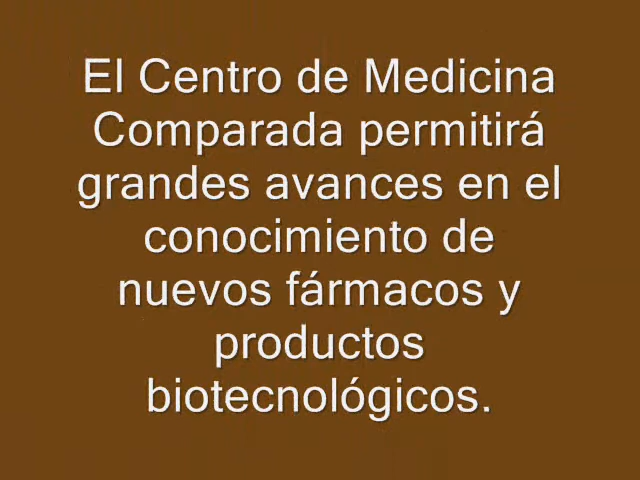 El Centro de Medicina
Comparada permitirá
grandes avances en el
conocimiento de
nuevos fármacos y
productos
biotecnológicos.